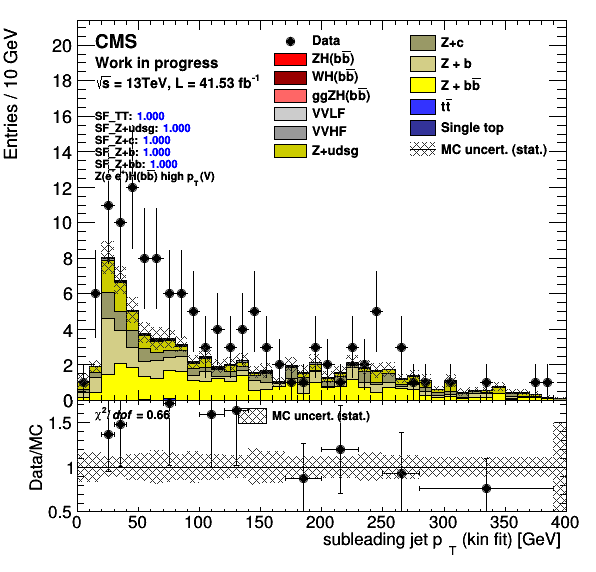 CMS
Work in progress
√s = 13TeV, L = 41.53 fb⁻¹
SF_TT: 1.000
SF_Z+udsg: 1.000
SF_Z+c: 1.000
SF_Z+b: 1.000
SF_Z+bb: 1.000
Z(e⁻e⁺)H(bb̅) high p_T(V)
Data
ZH(bb̅)
WH(bb̅)
ggZH(bb̅)
VVLF
VVHF
Z+udsg
Z+c
Z + b
Z + bb̅
tt̅
Single top
MC uncert. (stat.)
Entries / 10 GeV
20
18
16
14
12
10
8
6
4
2
0
χ²/dof = 0.66
MC uncert. (stat.)
Data/MC
1.5
1
0.5
0 50 100 150 200 250 300 350 400
subleading jet p_T (kin fit) [GeV]